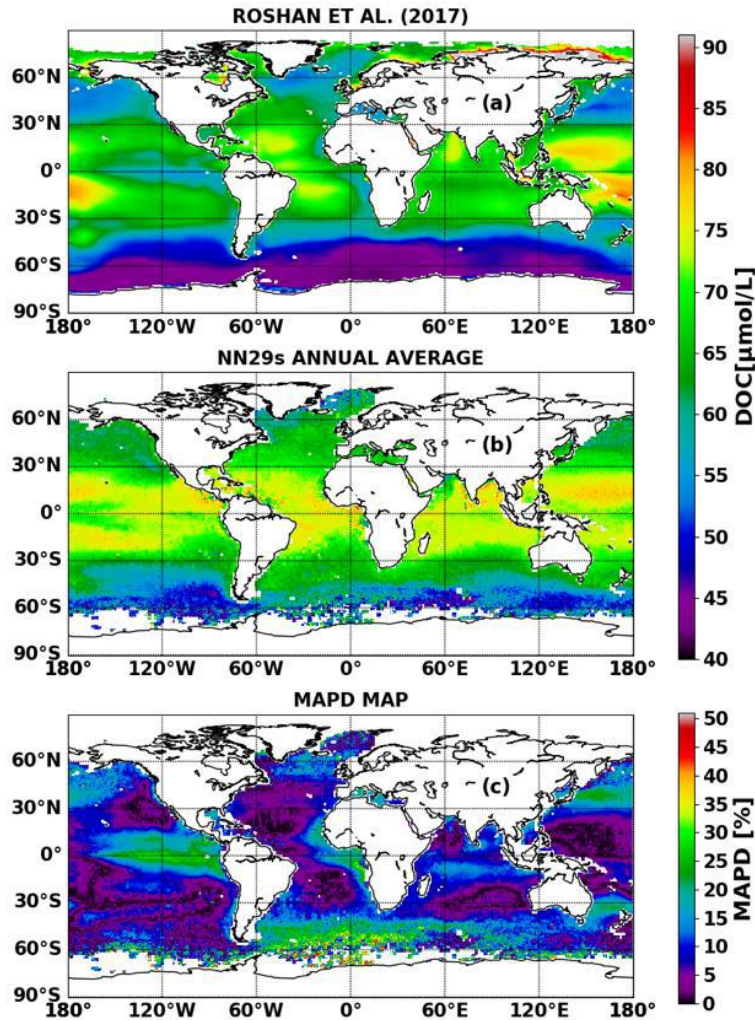 ROSHAN ET AL. (2017)
60°N
30°N
0°
30°S
60°S
90°S
(a)
180° 120°W 60°W 0° 60°E 120°E 180°
NN29s ANNUAL AVERAGE
60°N
30°N
0°
30°S
60°S
90°S
(b)
180° 120°W 60°W 0° 60°E 120°E 180°
90
85
80
75
70
65
60
55
50
45
40
DOC[μmol/L]
MAPD MAP
60°N
30°N
0°
30°S
60°S
90°S
(c)
180° 120°W 60°W 0° 60°E 120°E 180°
50
45
40
35
30
25
20
15
10
5
0
MAPD [%]